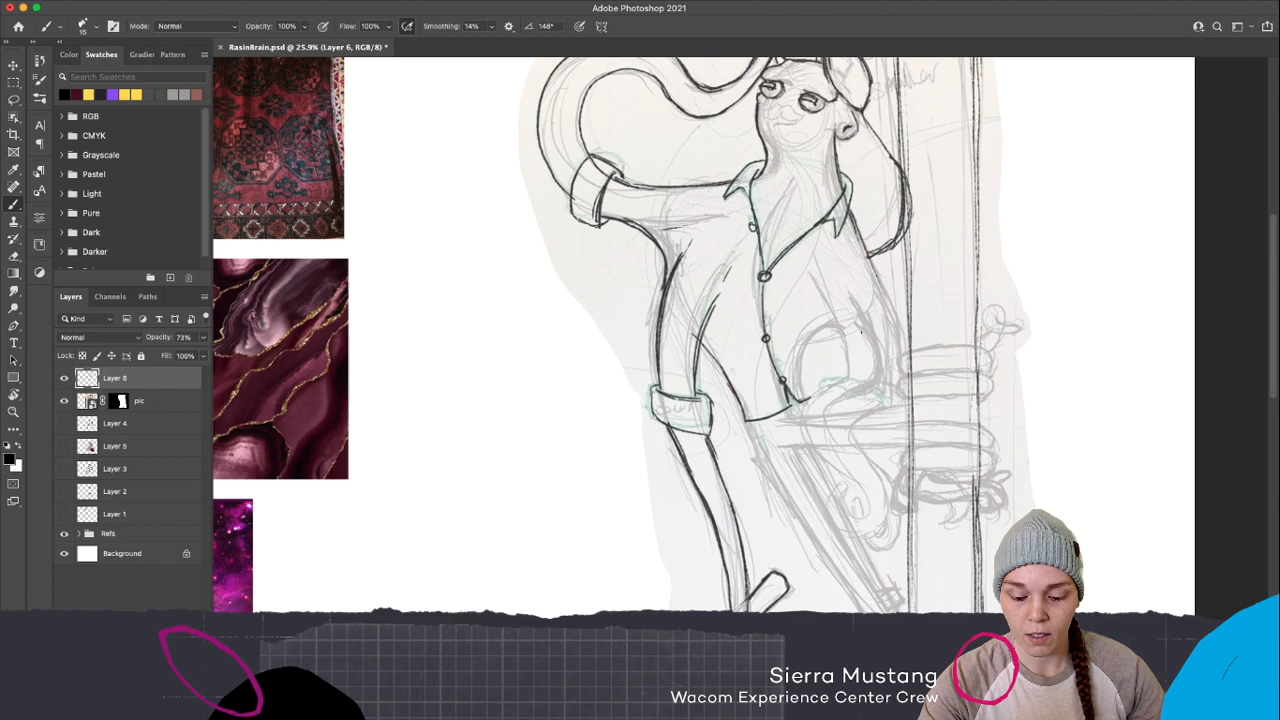 Adobe Photoshop 2021
15
Mode: Normal
Opacity: 100%
Flow: 100%
Smoothing: 14%
148°
Color
Swatches
Gradier
Pattern
× RasinBrain.psd @ 25.9% (Layer 6, RGB/8) *
Search Swatches
RGB
CMYK
Grayscale
Pastel
Light
Pure
Dark
Darker
Layers
Channels
Paths
Kind
Normal
Opacity: 73%
Lock:
Fill: 100%
Layer 6
pic
Layer 4
Layer 5
Layer 3
Layer 2
Layer 1
Refs
Background
Sierra Mustang
Wacom Experience Center Crew